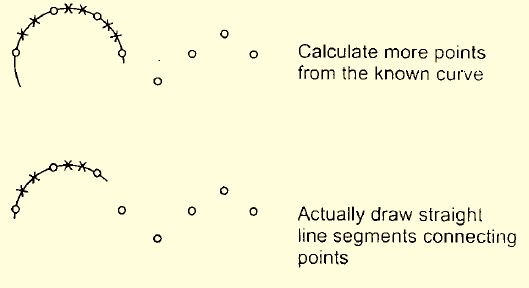 Calculate more points
from the known curve
Actually draw straight
line segments connecting
points